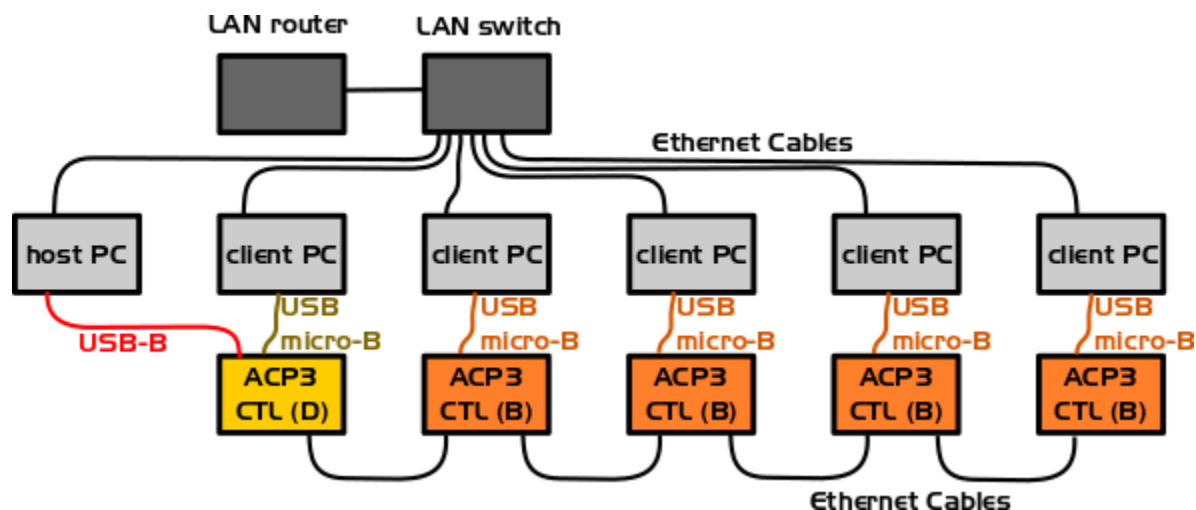 LAN router
LAN switch
Ethernet Cables
host PC
client PC
client PC
client PC
client PC
client PC
USB-B
USB
micro-B
USB
micro-B
USB
micro-B
USB
micro-B
USB
micro-B
ACP3
CTL (D)
ACP3
CTL (B)
ACP3
CTL (B)
ACP3
CTL (B)
ACP3
CTL (B)
Ethernet Cables